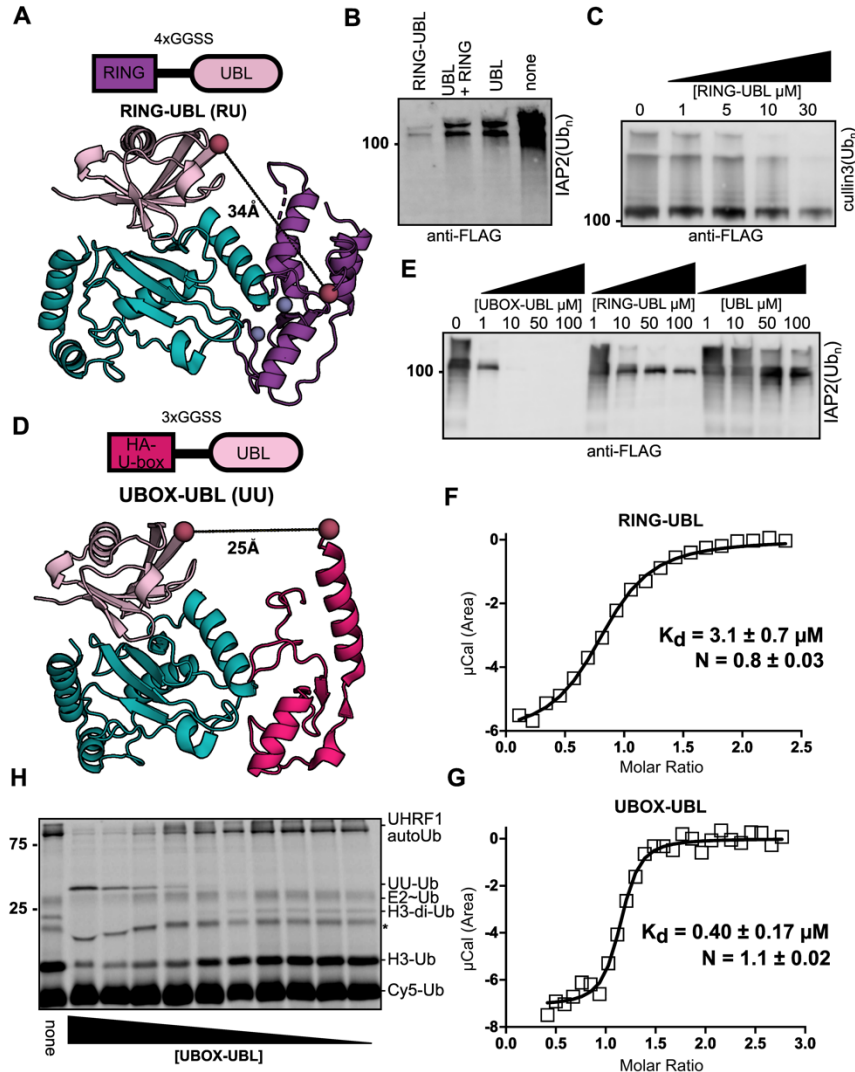 A
4xGGSS
RING
UBL
RING-UBL (RU)
34Å
B
RING-UBL
UBL
+ RING
UBL
none
100
IAP2(Ubn)
anti-FLAG
C
[RING-UBL µM]
0 1 5 10 30
cullin3(Ubn)
100
anti-FLAG
D
3xGGSS
HA-
U-box
UBL
UBOX-UBL (UU)
25Å
E
[UBOX-UBL µM] [RING-UBL µM] [UBL µM]
0 1 10 50 100 1 10 50 100 1 10 50 100
100
IAP2(Ubn)
anti-FLAG
F
RING-UBL
µCal (Area)
0
-2
-4
-6
Kd = 3.1 ± 0.7 µM
N = 0.8 ± 0.03
0.0 0.5 1.0 1.5 2.0 2.5
Molar Ratio
G
UBOX-UBL
µCal (Area)
0
-2
-4
-6
-8
Kd = 0.40 ± 0.17 µM
N = 1.1 ± 0.02
0.0 0.5 1.0 1.5 2.0 2.5 3.0
Molar Ratio
H
75
25
UHRF1
autoUb
UU-Ub
E2~Ub
H3-di-Ub
*
H3-Ub
Cy5-Ub
none
[UBOX-UBL]